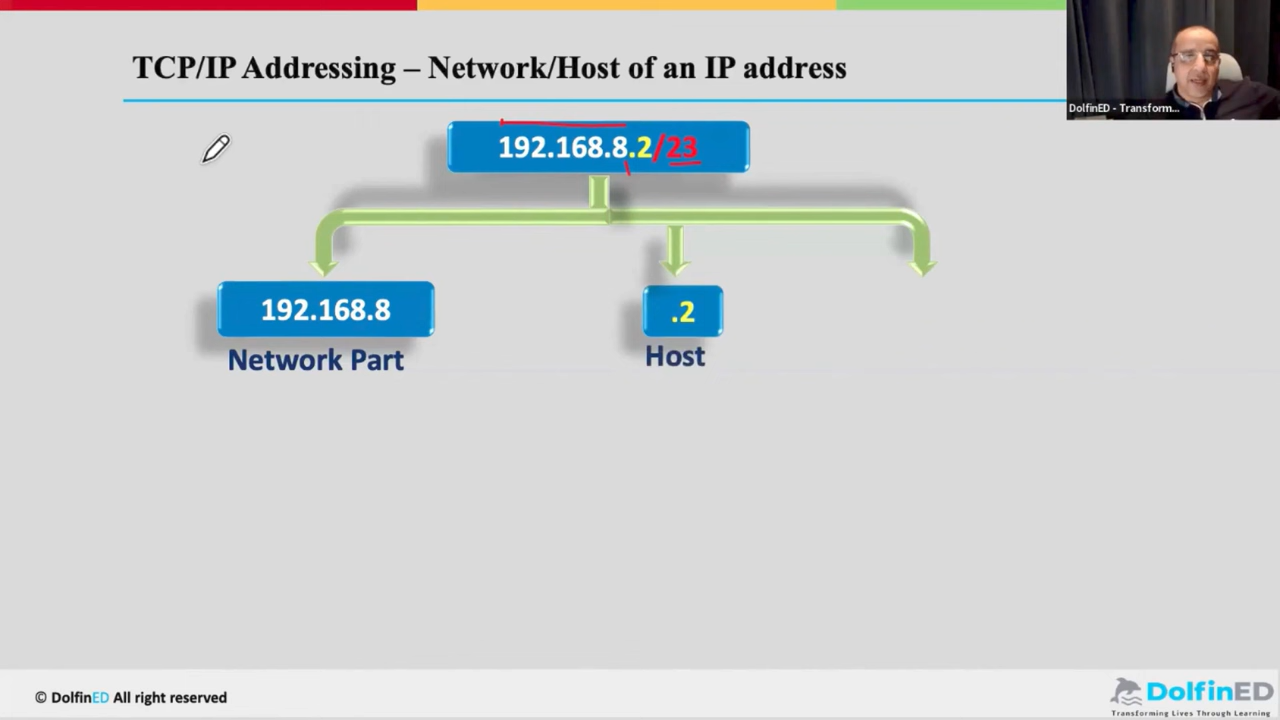 TCP/IP Addressing – Network/Host of an IP address
DolfinED - Transform...
192.168.8.2/23
192.168.8
.2
Network Part
Host
© DolfinED All right reserved
DolfinED
Transforming Lives Through Learning